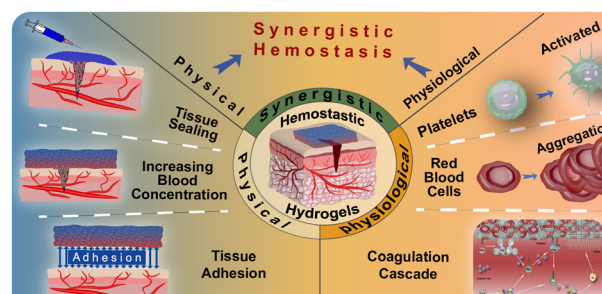 Synergistic
Hemostasis
Physical
Physiological
Activated
Tissue
Sealing
Synergistic
Hemostatic
Platelets
Increasing
Blood
Concentration
Physical
Physiological
Red
Blood
Cells
Aggregation
Hydrogels
Adhesion
Tissue
Adhesion
Coagulation
Cascade